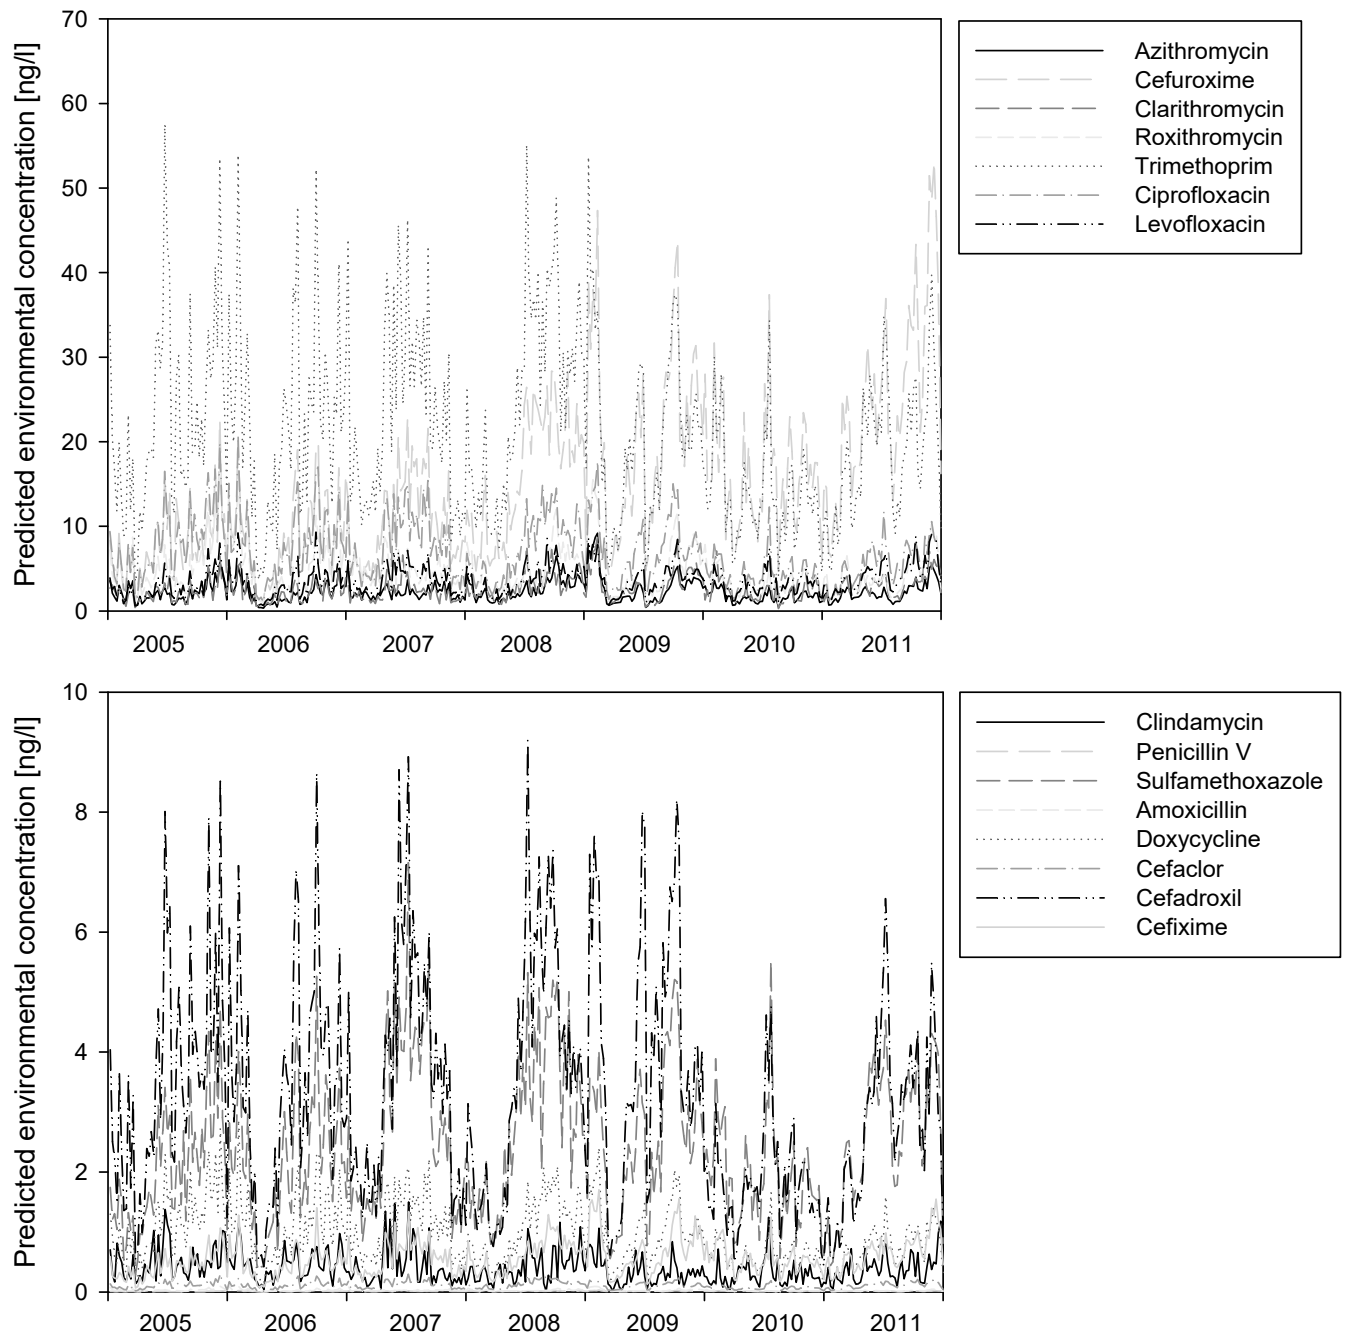 70
60
50
40
30
20
10
0
Predicted environmental concentration [ng/l]
2005
2006
2007
2008
2009
2010
2011
Azithromycin
Cefuroxime
Clarithromycin
Roxithromycin
Trimethoprim
Ciprofloxacin
Levofloxacin
10
8
6
4
2
0
Predicted environmental concentration [ng/l]
2005
2006
2007
2008
2009
2010
2011
Clindamycin
Penicillin V
Sulfamethoxazole
Amoxicillin
Doxycycline
Cefaclor
Cefadroxil
Cefixime